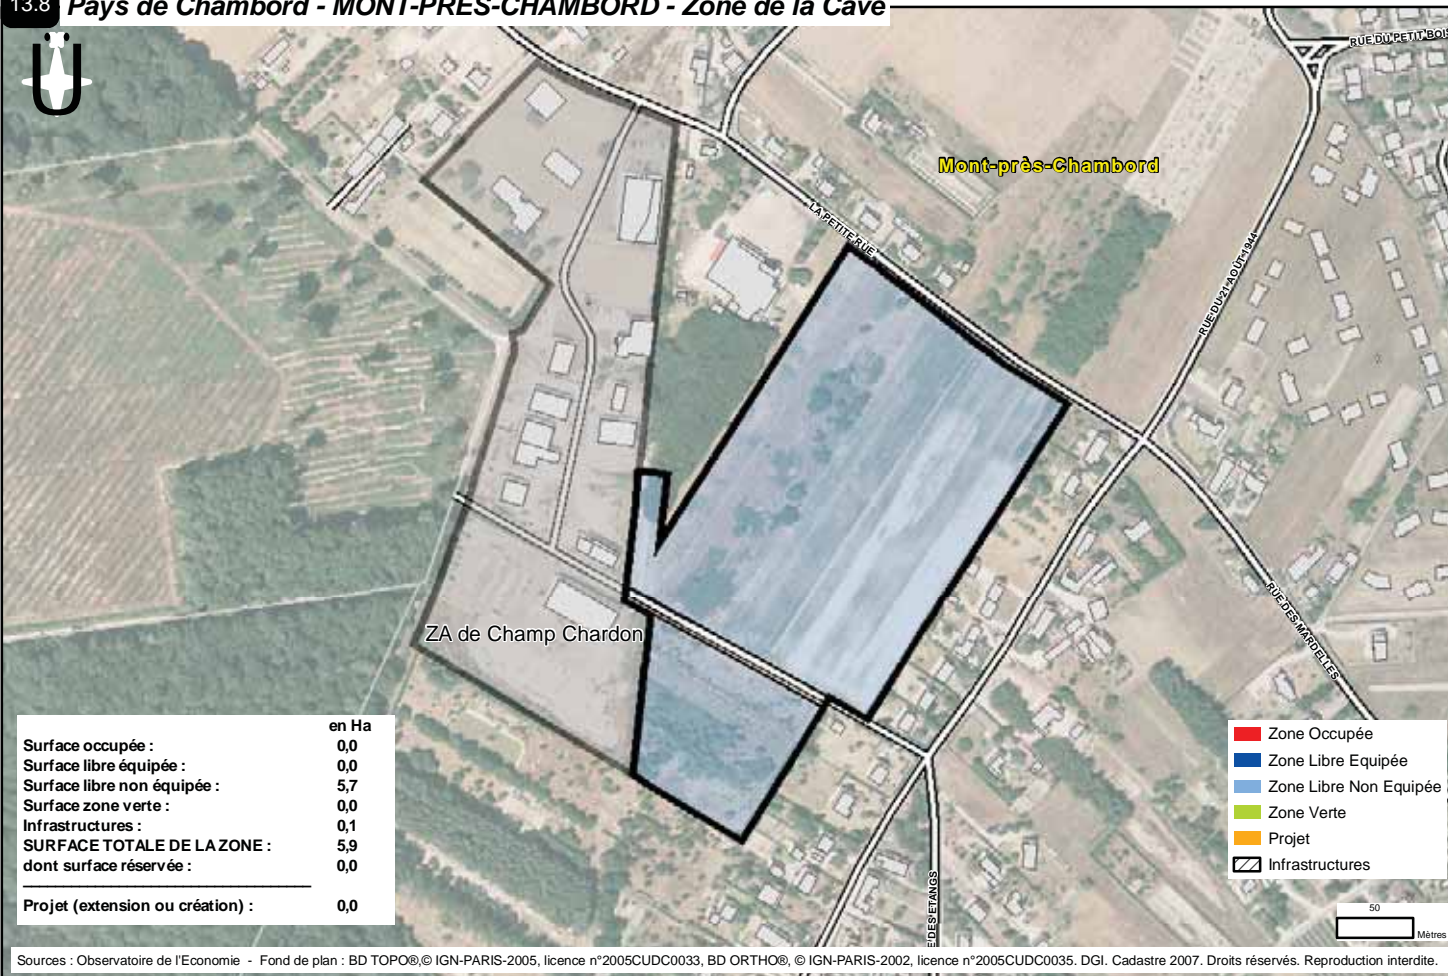 13.8 Pays de Chambord - MONT-PRES-CHAMBORD - Zone de la Cave
RUE DU PETIT BOIS
Mont-près-Chambord
LA PETITE RUE
RUE DU 21 AOÛT 1944
ZA de Champ Chardon
RUE DES MARDELLES
E DES ETANGS
en Ha
Surface occupée : 0,0
Surface libre équipée : 0,0
Surface libre non équipée : 5,7
Surface zone verte : 0,0
Infrastructures : 0,1
SURFACE TOTALE DE LA ZONE : 5,9
dont surface réservée : 0,0
Projet (extension ou création) : 0,0
Zone Occupée
Zone Libre Equipée
Zone Libre Non Equipée
Zone Verte
Projet
Infrastructures
50
Mètres
Sources : Observatoire de l'Economie - Fond de plan : BD TOPO®,© IGN-PARIS-2005, licence n°2005CUDC0033, BD ORTHO®, © IGN-PARIS-2002, licence n°2005CUDC0035. DGI. Cadastre 2007. Droits réservés. Reproduction interdite.